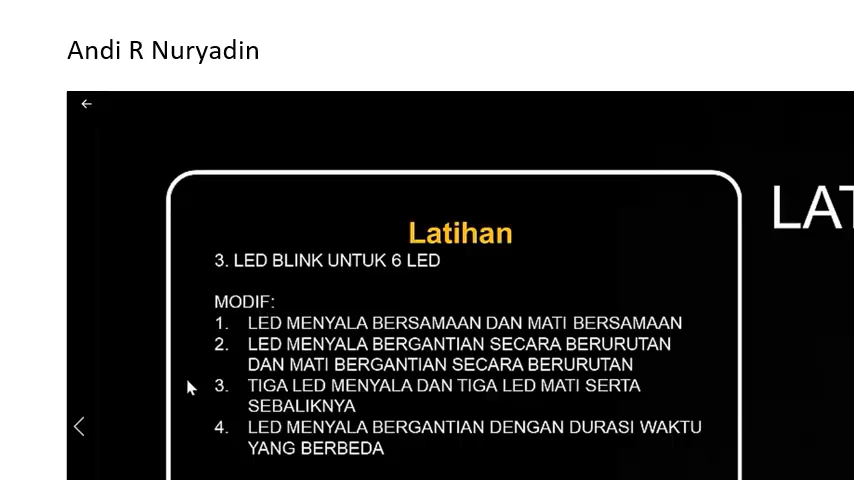 Andi R Nuryadin
Latihan
3. LED BLINK UNTUK 6 LED
MODIF:
1. LED MENYALA BERSAMAAN DAN MATI BERSAMAAN
2. LED MENYALA BERGANTIAN SECARA BERURUTAN
DAN MATI BERGANTIAN SECARA BERURUTAN
3. TIGA LED MENYALA DAN TIGA LED MATI SERTA
SEBALIKNYA
4. LED MENYALA BERGANTIAN DENGAN DURASI WAKTU
YANG BERBEDA